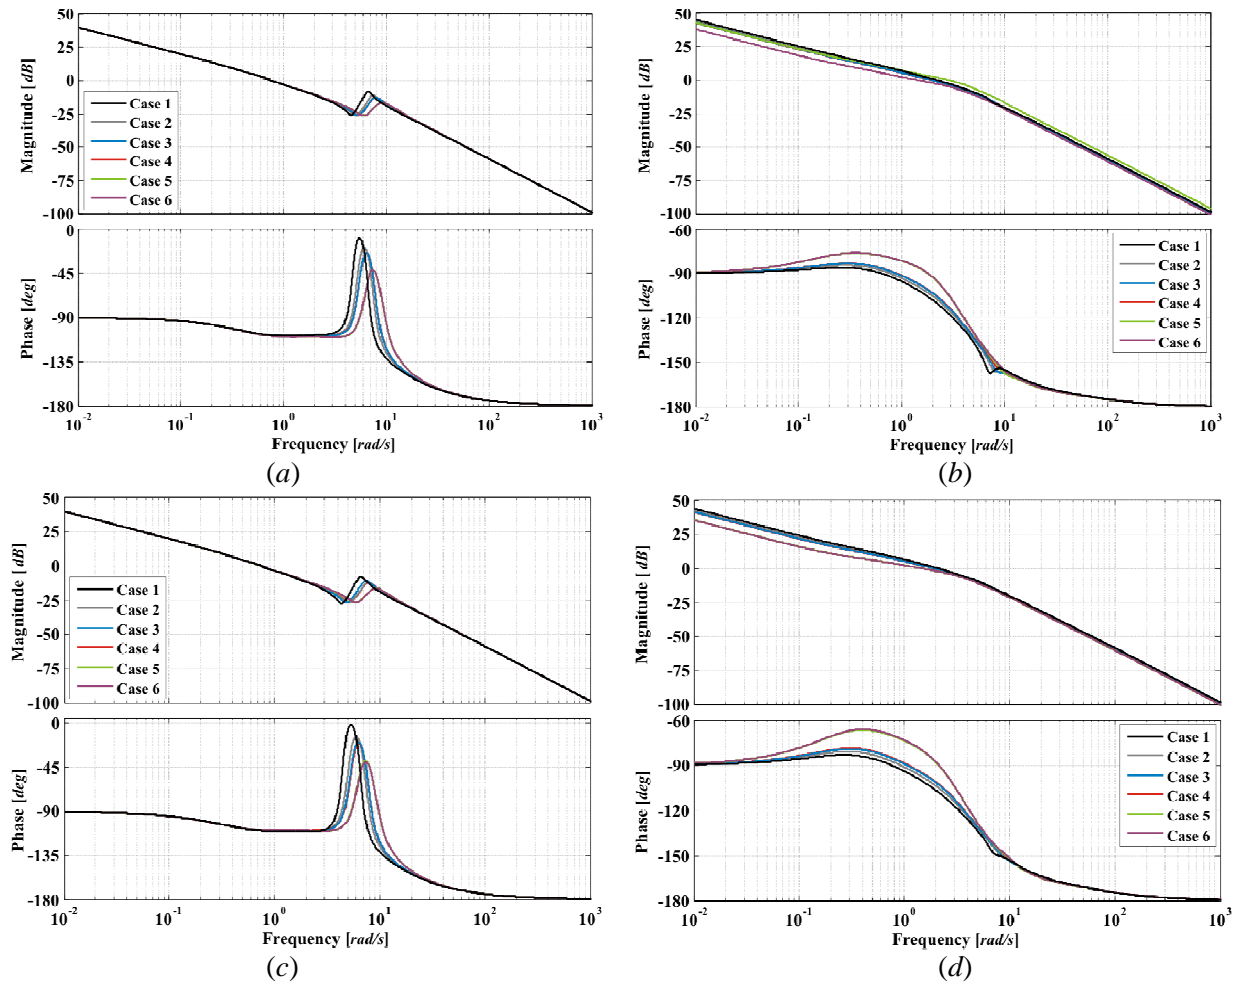 50
25
0
-25
-50
-75
-100
Magnitude [ dB]
Case 1
Case 2
Case 3
Case 4
Case 5
Case 6
0
-45
-90
-135
-180
Phase [deg]
10⁻² 10⁻¹ 10⁰ 10¹ 10² 10³
Frequency [rad/s]
(a)
50
25
0
-25
-50
-75
-100
Magnitude [ dB]
-60
-90
-120
-150
-180
Phase [deg]
Case 1
Case 2
Case 3
Case 4
Case 5
Case 6
10⁻² 10⁻¹ 10⁰ 10¹ 10² 10³
Frequency [rad/s]
(b)
50
25
0
-25
-50
-75
-100
Magnitude [ dB]
Case 1
Case 2
Case 3
Case 4
Case 5
Case 6
0
-45
-90
-135
-180
Phase [deg]
10⁻² 10⁻¹ 10⁰ 10¹ 10² 10³
Frequency [rad/s]
(c)
50
25
0
-25
-50
-75
-100
Magnitude [ dB]
-60
-90
-120
-150
-180
Phase [deg]
Case 1
Case 2
Case 3
Case 4
Case 5
Case 6
10⁻² 10⁻¹ 10⁰ 10¹ 10² 10³
Frequency [rad/s]
(d)